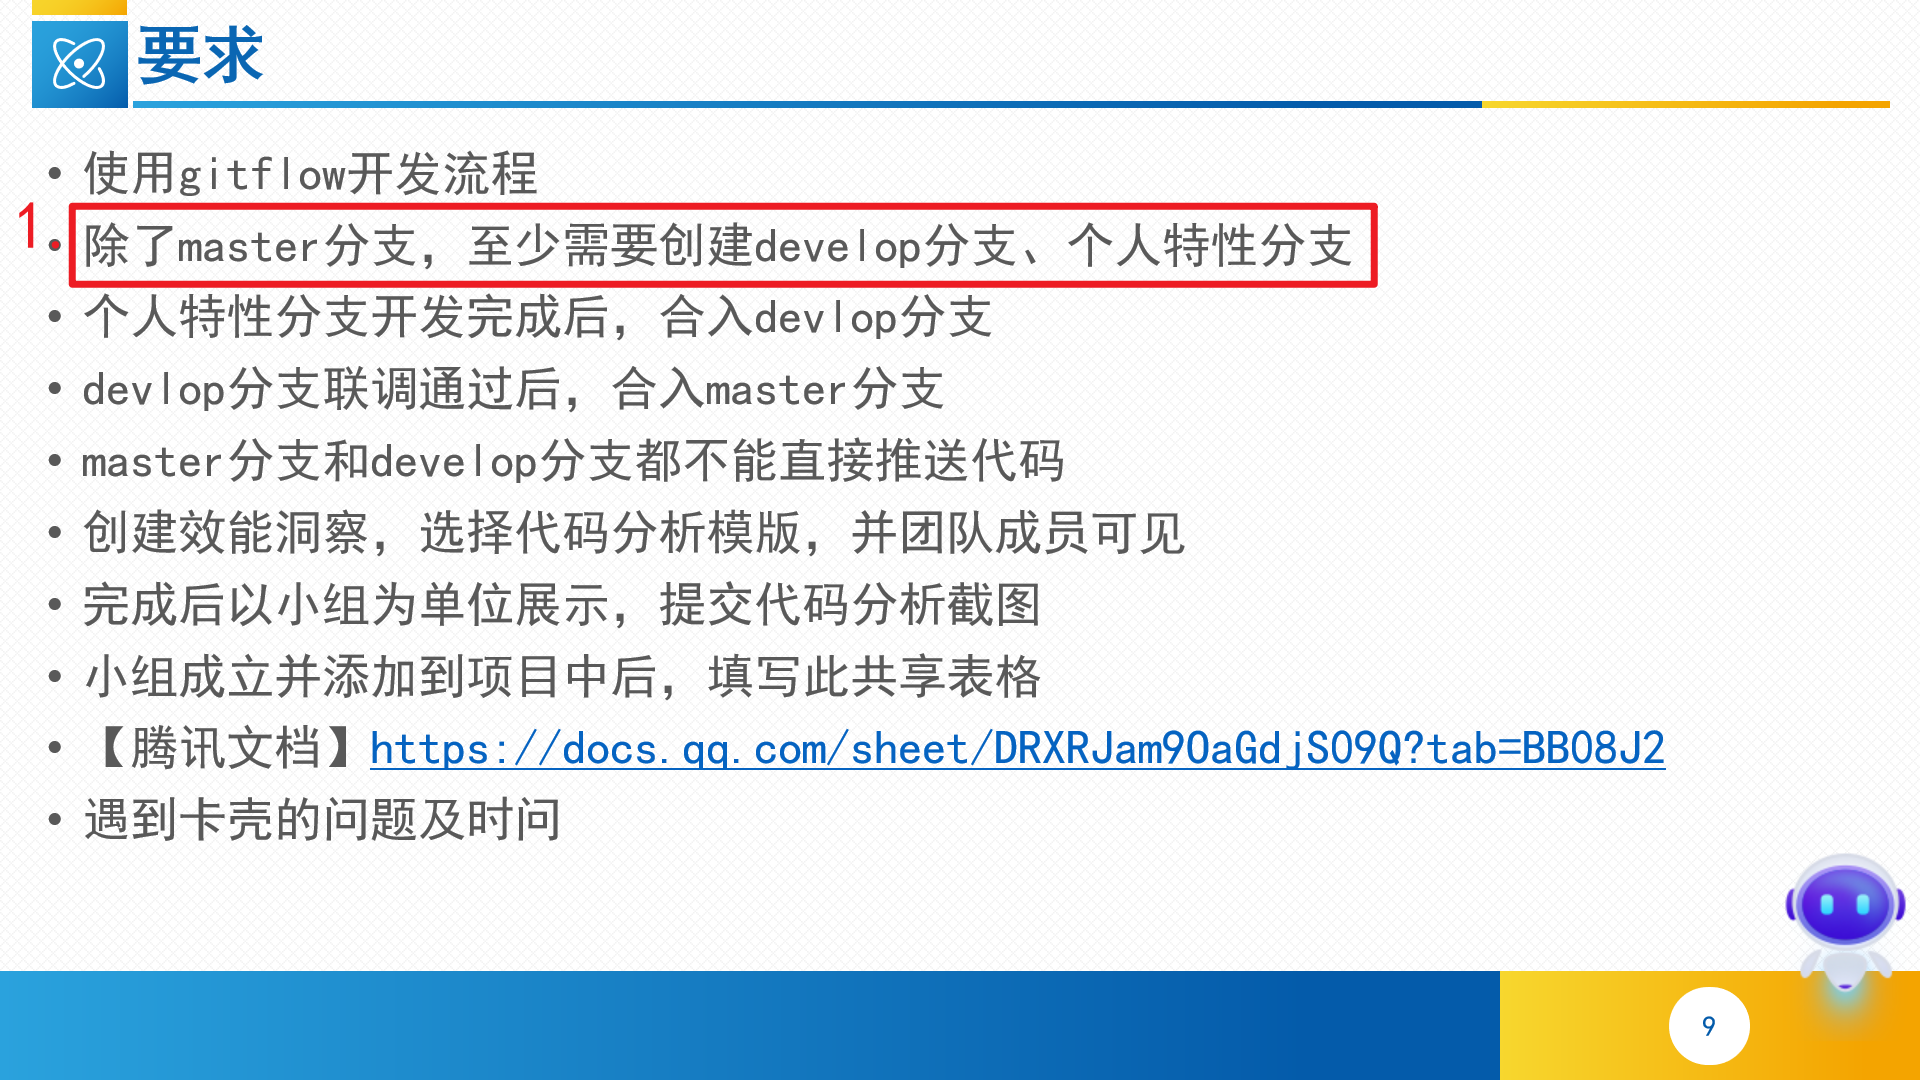 要求
• 使用gitflow开发流程
1.
• 除了master分支，至少需要创建develop分支、个人特性分支
• 个人特性分支开发完成后，合入devlop分支
• devlop分支联调通过后，合入master分支
• master分支和develop分支都不能直接推送代码
• 创建效能洞察，选择代码分析模版，并团队成员可见
• 完成后以小组为单位展示，提交代码分析截图
• 小组成立并添加到项目中后，填写此共享表格
• 【腾讯文档】https://docs.qq.com/sheet/DRXRJam9OaGdjS09Q?tab=BB08J2
• 遇到卡壳的问题及时问
9